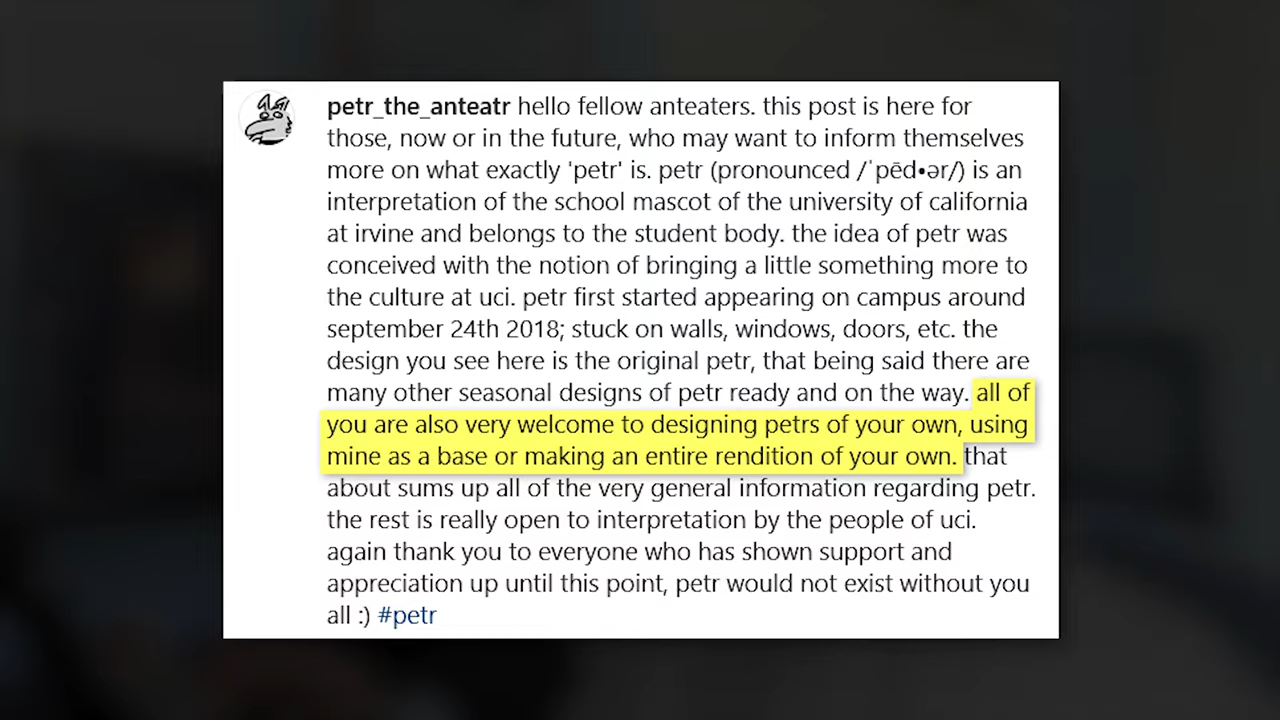 petr_the_anteatr hello fellow anteaters. this post is here for
those, now or in the future, who may want to inform themselves
more on what exactly 'petr' is. petr (pronounced /ˈpēd•ər/) is an
interpretation of the school mascot of the university of california
at irvine and belongs to the student body. the idea of petr was
conceived with the notion of bringing a little something more to
the culture at uci. petr first started appearing on campus around
september 24th 2018; stuck on walls, windows, doors, etc. the
design you see here is the original petr, that being said there are
many other seasonal designs of petr ready and on the way. all of
you are also very welcome to designing petrs of your own, using
mine as a base or making an entire rendition of your own. that
about sums up all of the very general information regarding petr.
the rest is really open to interpretation by the people of uci.
again thank you to everyone who has shown support and
appreciation up until this point, petr would not exist without you
all :) #petr